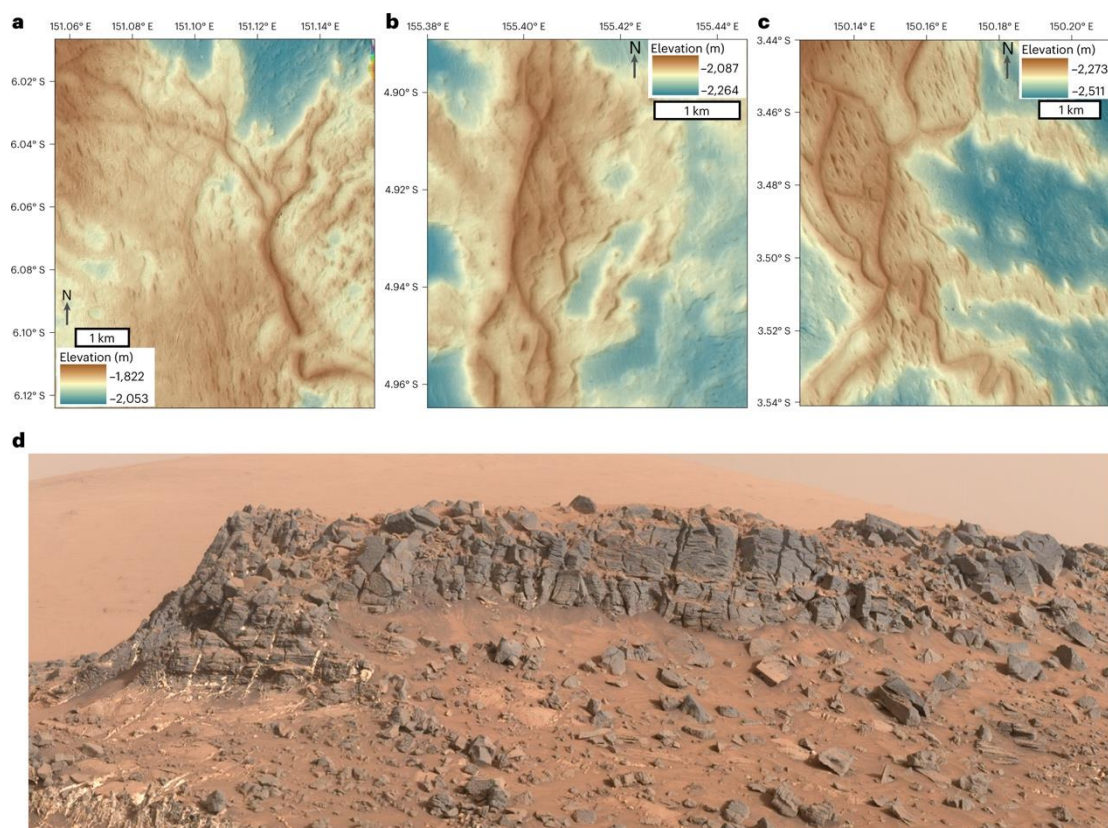 a
151.06° E 151.08° E 151.10° E 151.12° E 151.14° E
6.02° S
6.04° S
6.06° S
6.08° S
6.10° S
6.12° S
N
1 km
Elevation (m)
–1,822
–2,053
b
155.38° E 155.40° E 155.42° E 155.44° E
4.90° S
4.92° S
4.94° S
4.96° S
N
Elevation (m)
–2,087
–2,264
1 km
c
150.14° E 150.16° E 150.18° E 150.20° E
3.44° S
3.46° S
3.48° S
3.50° S
3.52° S
3.54° S
N
Elevation (m)
–2,273
–2,511
1 km
d